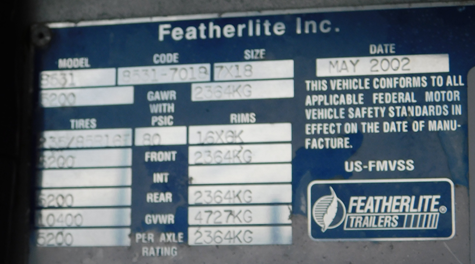 Featherlite Inc.
MODEL CODE SIZE DATE
8531 8531-7019 7X18 MAY 2002
5200 GAWR 2364KG
WITH
TIRES PSIC RIMS
80 16X6K
5200 FRONT 2364KG
INT
5200 REAR 2364KG
10400 GVWR 4727KG
5200 PER AXLE 2364KG
RATING
THIS VEHICLE CONFORMS TO ALL
APPLICABLE FEDERAL MOTOR
VEHICLE SAFETY STANDARDS IN
EFFECT ON THE DATE OF MANU-
FACTURE.
US-FMVSS
FEATHERLITE®
TRAILERS